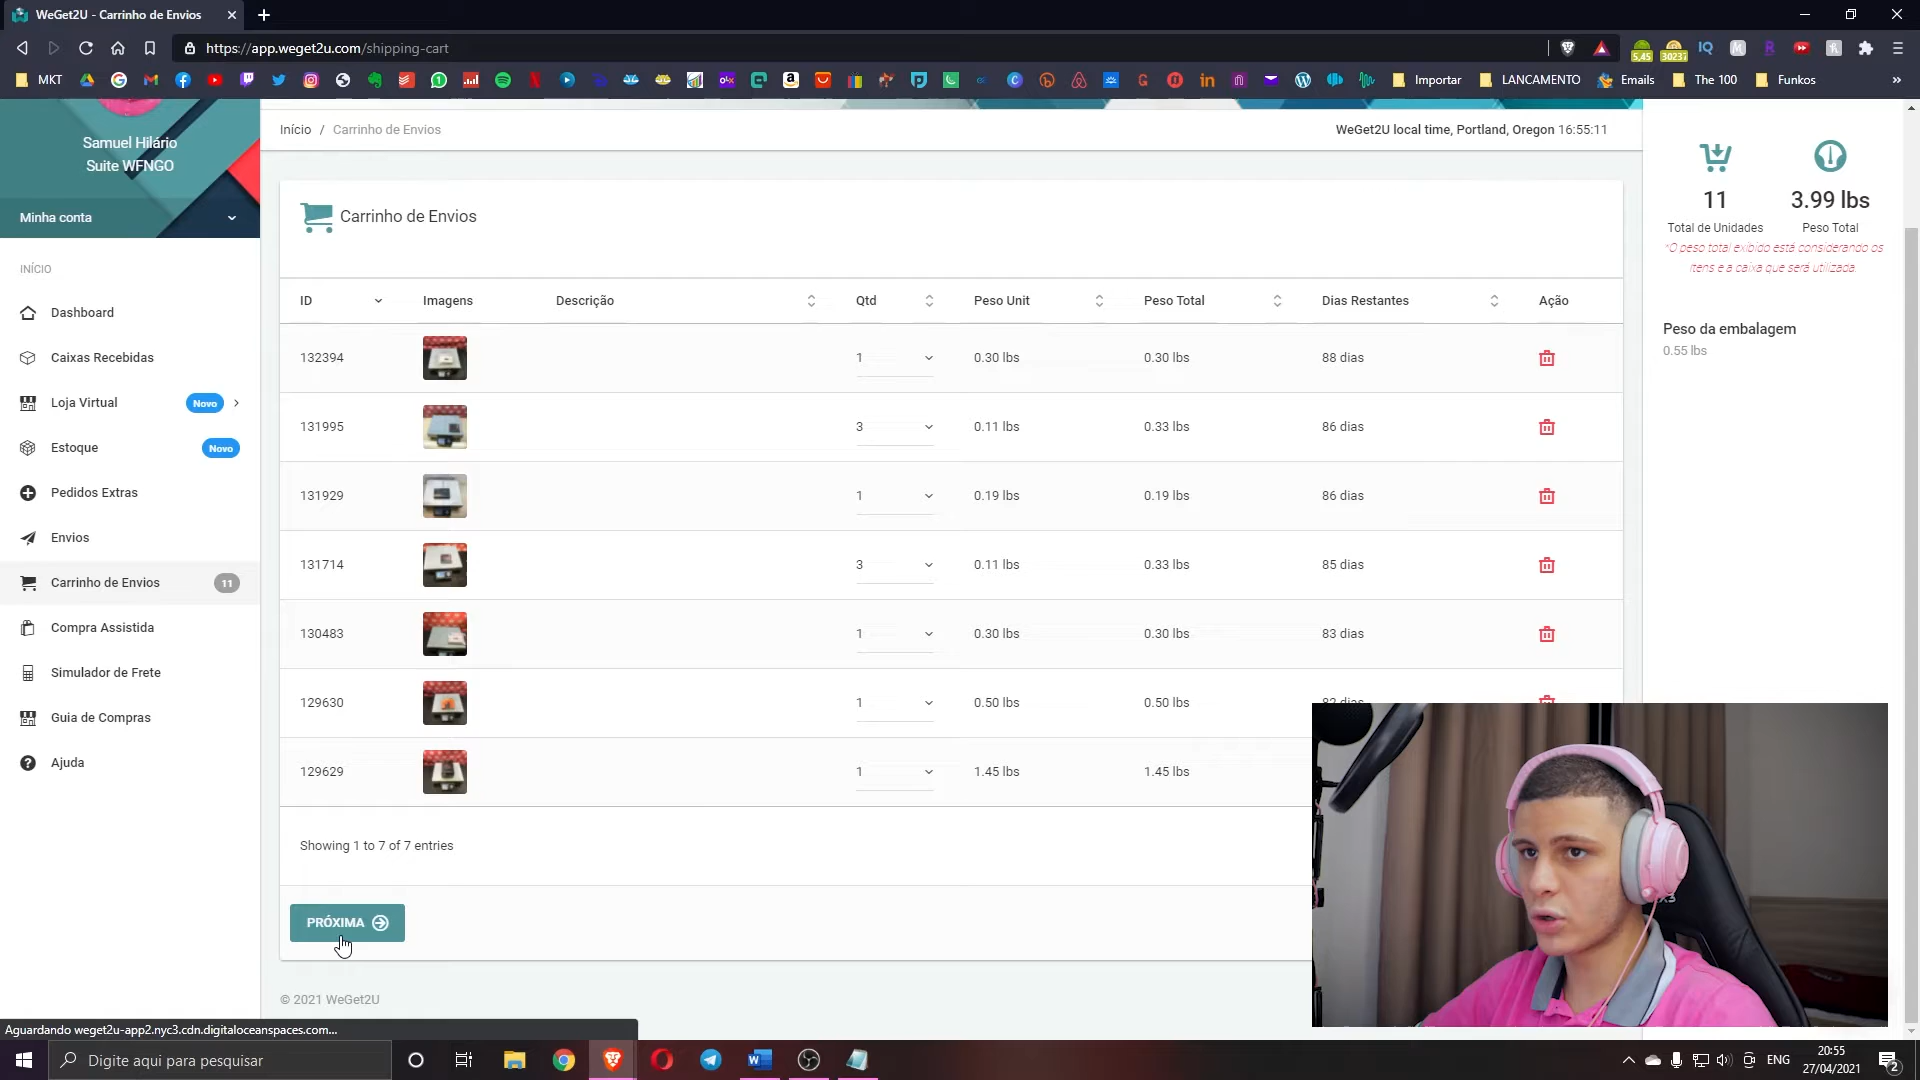 WeGet2U - Carrinho de Envios
https://app.weget2u.com/shipping-cart
5,45
3023
IQ
MKT
Importar
LANCAMENTO
Emails
The 100
Funkos
Samuel Hilário
Suite WFNGO
Minha conta
INÍCIO
Dashboard
Caixas Recebidas
Loja Virtual
Novo
Estoque
Novo
Pedidos Extras
Envios
Carrinho de Envios
11
Compra Assistida
Simulador de Frete
Guia de Compras
Ajuda
Início / Carrinho de Envios
WeGet2U local time, Portland, Oregon 16:55:11
Carrinho de Envios
ID Imagens Descrição Qtd Peso Unit Peso Total Dias Restantes Ação
132394 1 0.30 lbs 0.30 lbs 88 dias
131995 3 0.11 lbs 0.33 lbs 86 dias
131929 1 0.19 lbs 0.19 lbs 86 dias
131714 3 0.11 lbs 0.33 lbs 85 dias
130483 1 0.30 lbs 0.30 lbs 83 dias
129630 1 0.50 lbs 0.50 lbs
129629 1 1.45 lbs 1.45 lbs
Showing 1 to 7 of 7 entries
PRÓXIMA
© 2021 WeGet2U
11
Total de Unidades
3.99 lbs
Peso Total
*O peso total exibido está considerando os
itens e a caixa que será utilizada.
Peso da embalagem
0.55 lbs
Aguardando weget2u-app2.nyc3.cdn.digitaloceanspaces.com...
Digite aqui para pesquisar
ENG
20:55
27/04/2021
2